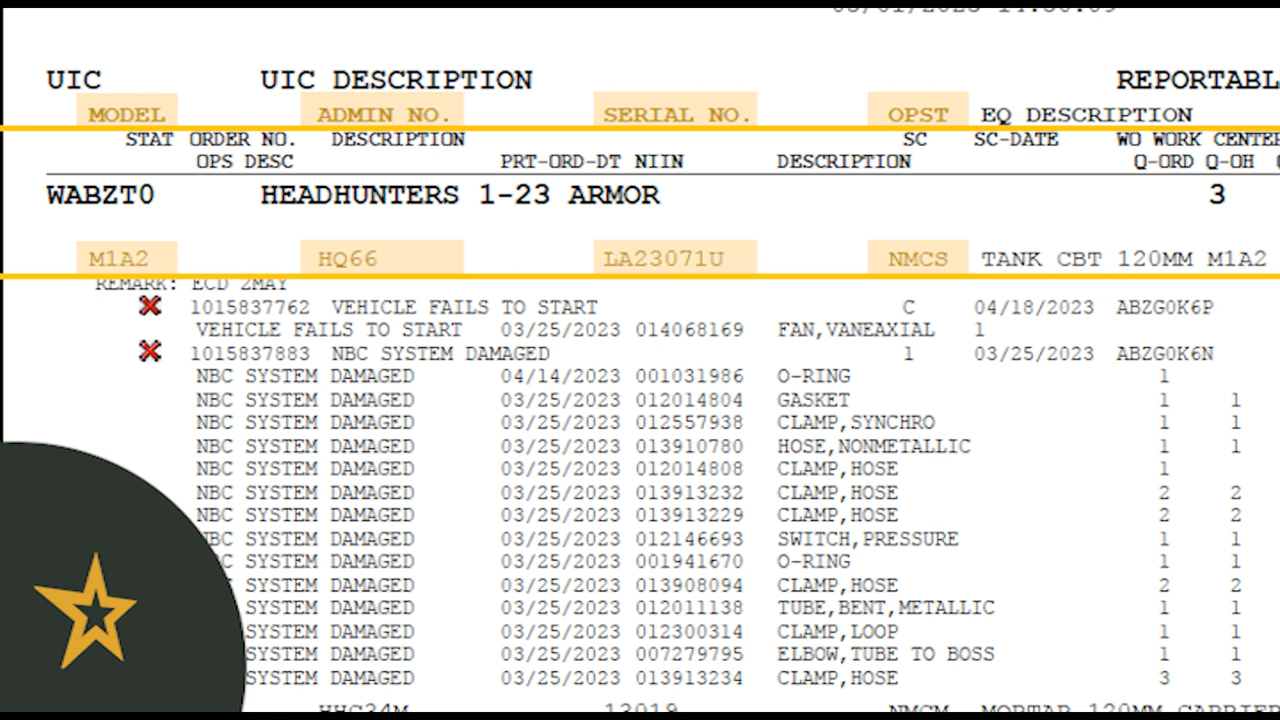 UIC UIC DESCRIPTION REPORTABL
MODEL ADMIN NO. SERIAL NO. OPST EQ DESCRIPTION
STAT ORDER NO. DESCRIPTION SC SC-DATE WO WORK CENTER
OPS DESC PRT-ORD-DT NIIN DESCRIPTION Q-ORD Q-OH
WABZT0 HEADHUNTERS 1-23 ARMOR 3
M1A2 HQ66 LA23071U NMCS TANK CBT 120MM M1A2
REMARK: ECD 2MAY
1015837762 VEHICLE FAILS TO START C 04/18/2023 ABZG0K6P
VEHICLE FAILS TO START 03/25/2023 014068169 FAN,VANEAXIAL 1
1015837883 NBC SYSTEM DAMAGED 1 03/25/2023 ABZG0K6N
NBC SYSTEM DAMAGED 04/14/2023 001031986 O-RING 1
NBC SYSTEM DAMAGED 03/25/2023 012014804 GASKET 1 1
NBC SYSTEM DAMAGED 03/25/2023 012557938 CLAMP,SYNCHRO 1 1
NBC SYSTEM DAMAGED 03/25/2023 013910780 HOSE,NONMETALLIC 1 1
NBC SYSTEM DAMAGED 03/25/2023 012014808 CLAMP,HOSE 1
NBC SYSTEM DAMAGED 03/25/2023 013913232 CLAMP,HOSE 2 2
NBC SYSTEM DAMAGED 03/25/2023 013913229 CLAMP,HOSE 2 2
NBC SYSTEM DAMAGED 03/25/2023 012146693 SWITCH,PRESSURE 1 1
SYSTEM DAMAGED 03/25/2023 001941670 O-RING 1 1
SYSTEM DAMAGED 03/25/2023 013908094 CLAMP,HOSE 2 2
SYSTEM DAMAGED 03/25/2023 012011138 TUBE,BENT,METALLIC 1 1
SYSTEM DAMAGED 03/25/2023 012300314 CLAMP,LOOP 1 1
SYSTEM DAMAGED 03/25/2023 007279795 ELBOW,TUBE TO BOSS 1 1
SYSTEM DAMAGED 03/25/2023 013913234 CLAMP,HOSE 3 3
HHC34M 13019 NMCM MORTAR 120MM CARRIER